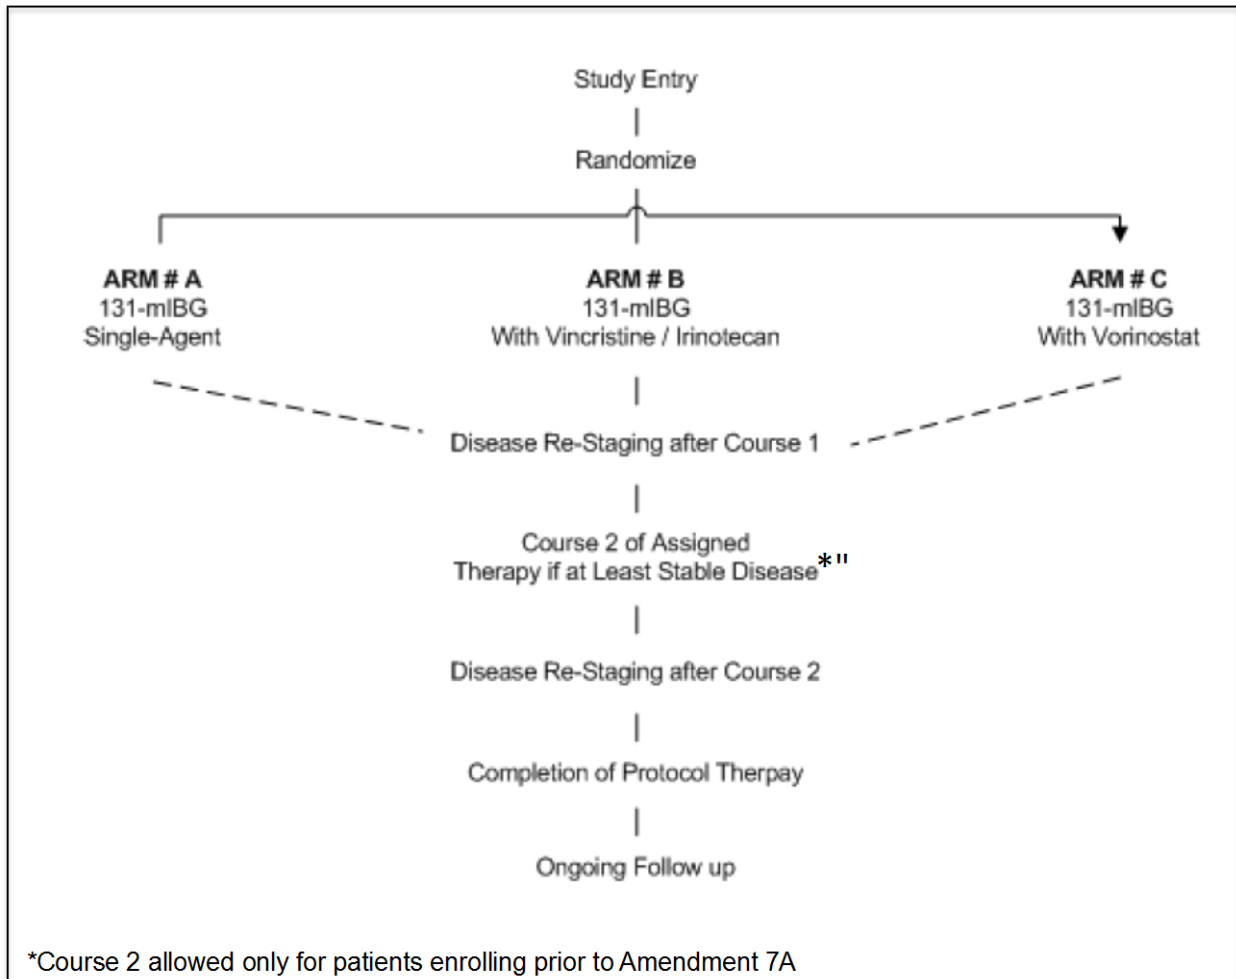 Study Entry
Randomize
ARM # A
131-mIBG
Single-Agent
ARM # B
131-mIBG
With Vincristine / Irinotecan
ARM # C
131-mIBG
With Vorinostat
Disease Re-Staging after Course 1
Course 2 of Assigned
Therapy if at Least Stable Disease*"
Disease Re-Staging after Course 2
Completion of Protocol Therpay
Ongoing Follow up
*Course 2 allowed only for patients enrolling prior to Amendment 7A